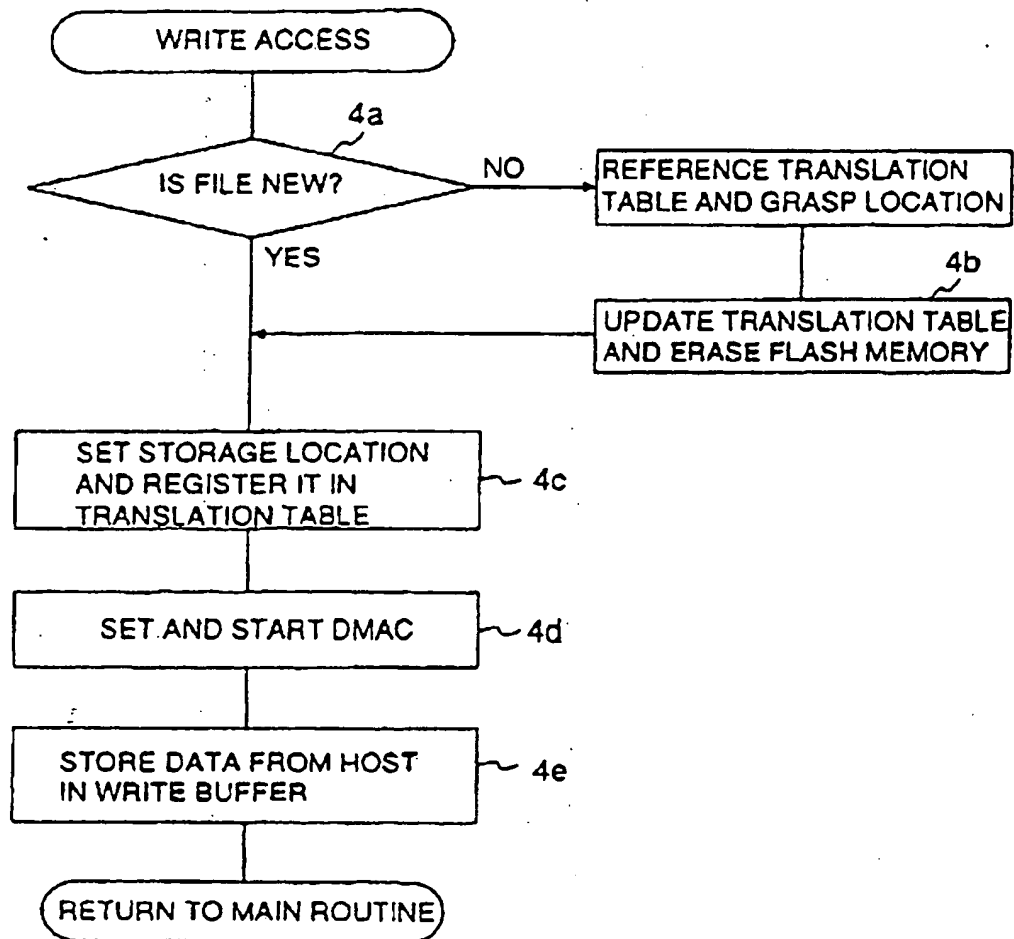 WRITE ACCESS
4a
IS FILE NEW?
NO
REFERENCE TRANSLATION
TABLE AND GRASP LOCATION
YES
4b
UPDATE TRANSLATION TABLE
AND ERASE FLASH MEMORY
SET STORAGE LOCATION
AND REGISTER IT IN
TRANSLATION TABLE
4c
SET AND START DMAC
4d
STORE DATA FROM HOST
IN WRITE BUFFER
4e
RETURN TO MAIN ROUTINE